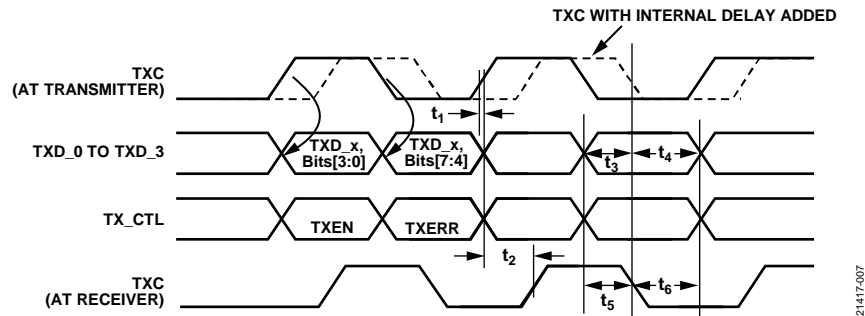 TXC WITH INTERNAL DELAY ADDED
TXC
(AT TRANSMITTER)
t1
TXD_0 TO TXD_3
TXD_x,
Bits[3:0]
TXD_x,
Bits[7:4]
t3
t4
TX_CTL
TXEN
TXERR
t2
TXC
(AT RECEIVER)
t5
t6
21417-007